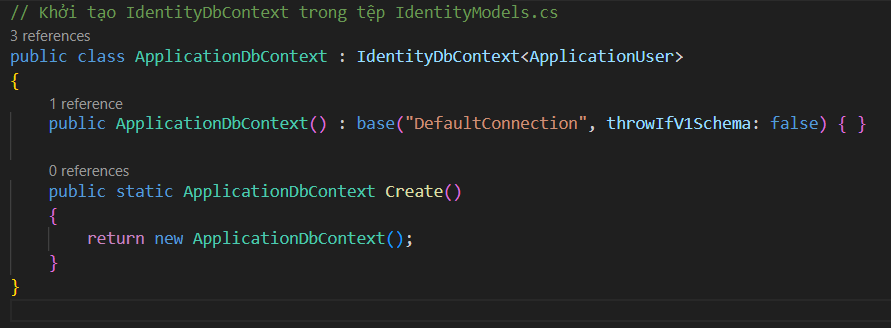 // Khởi tạo IdentityDbContext trong tệp IdentityModels.cs
3 references
public class ApplicationDbContext : IdentityDbContext<ApplicationUser>
{
1 reference
public ApplicationDbContext() : base("DefaultConnection", throwIfV1Schema: false) { }
0 references
public static ApplicationDbContext Create()
{
return new ApplicationDbContext();
}
}